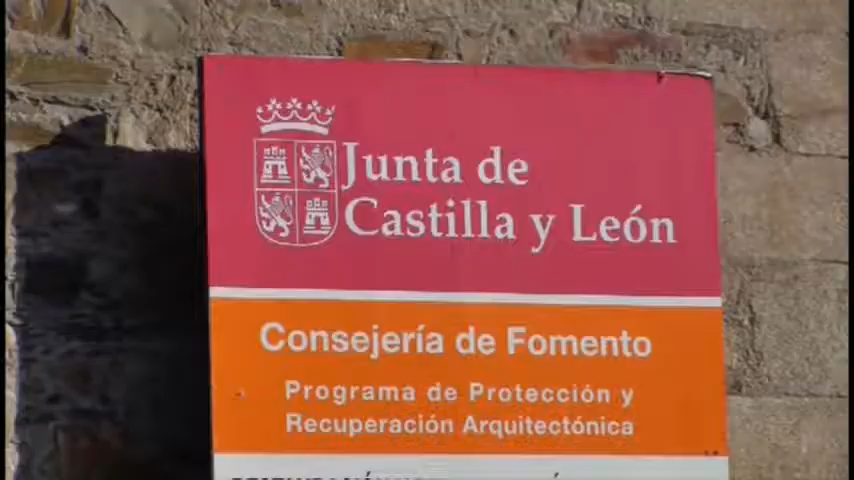 Junta de
Castilla y León
Consejería de Fomento
Programa de Protección y
Recuperación Arquitectónica